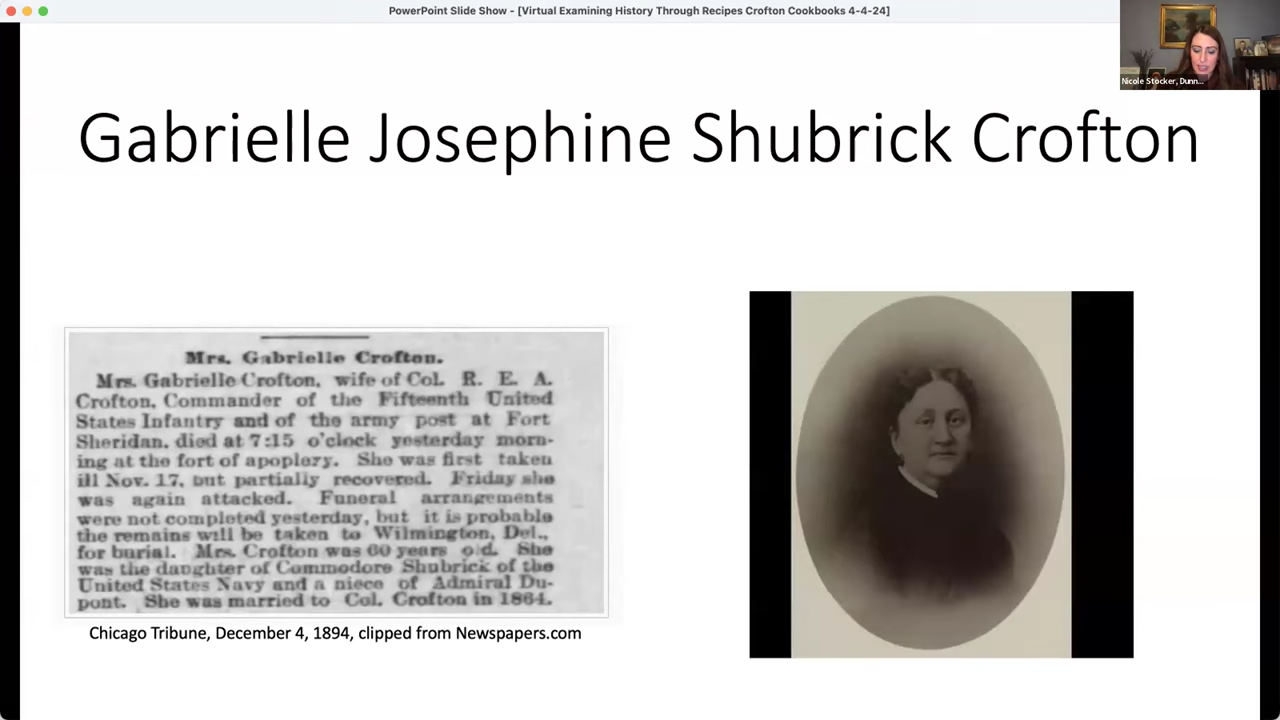 PowerPoint Slide Show - [Virtual Examining History Through Recipes Crofton Cookbooks 4-4-24]
Nicole Stocker, Dunn...
Gabrielle Josephine Shubrick Crofton
Mrs. Gabrielle Crofton.
Mrs. Gabrielle Crofton, wife of Col. R. E. A.
Crofton, Commander of the Fifteenth United
States Infantry and of the army post at Fort
Sheridan, died at 7:15 o'clock yesterday morn-
ing at the fort of apoplexy. She was first taken
ill Nov. 17, but partially recovered. Friday she
was again attacked. Funeral arrangements
were not completed yesterday, but it is probable
the remains will be taken to Wilmington, Del.,
for burial. Mrs. Crofton was 60 years old. She
was the daughter of Commodore Shubrick of the
United States Navy and a niece of Admiral Du-
pont. She was married to Col. Crofton in 1864.
Chicago Tribune, December 4, 1894, clipped from Newspapers.com